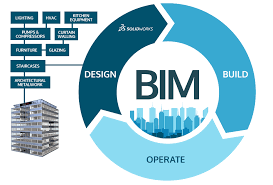 LIGHTING
HVAC
KITCHEN
EQUIPMENT
PUMPS &
COMPRESSORS
CURTAIN
WALLING
FURNITURE
GLAZING
STAIRCASES
ARCHITECTURAL
METALWORK
SOLIDWORKS
DESIGN
BIM
BUILD
OPERATE